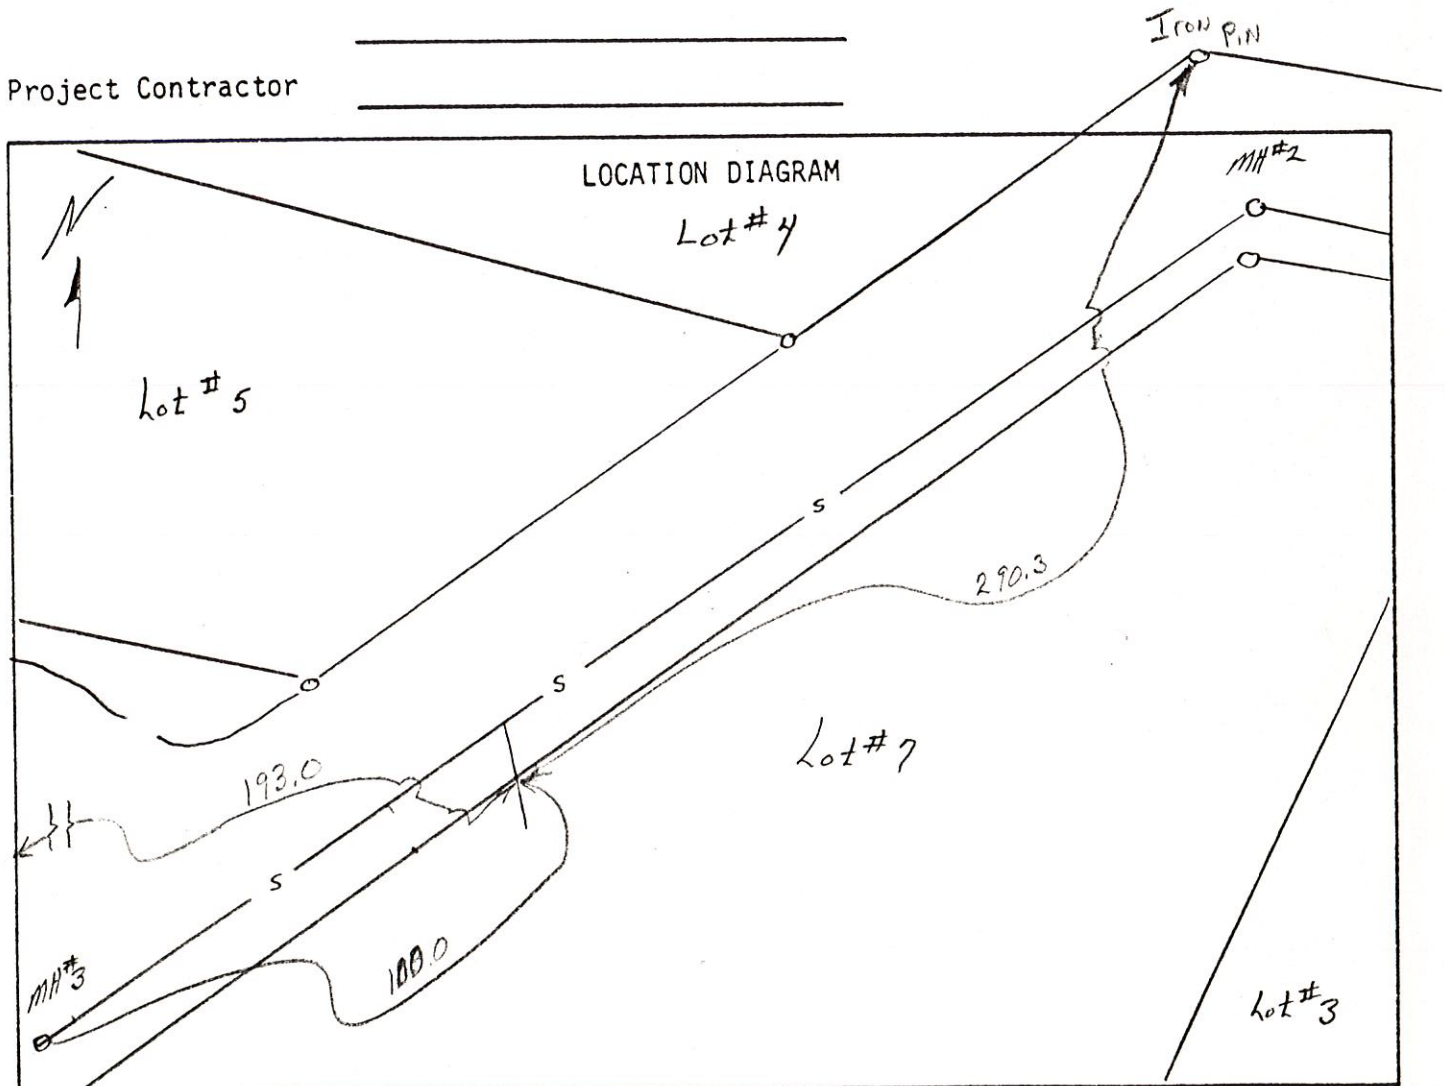 Iron Pin
Project Contractor
LOCATION DIAGRAM
MH#2
N
Lot #4
Lot #5
S
290.3
S
Lot #7
193.0
S
100.0
MH#3
Lot #3